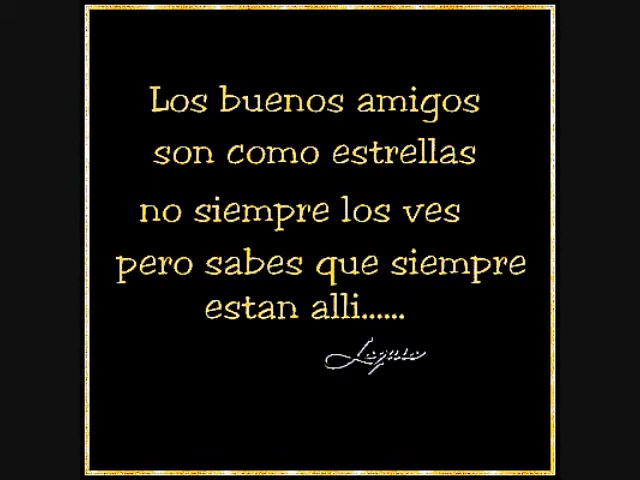 Los buenos amigos
son como estrellas
no siempre los ves
pero sabes que siempre
estan alli......